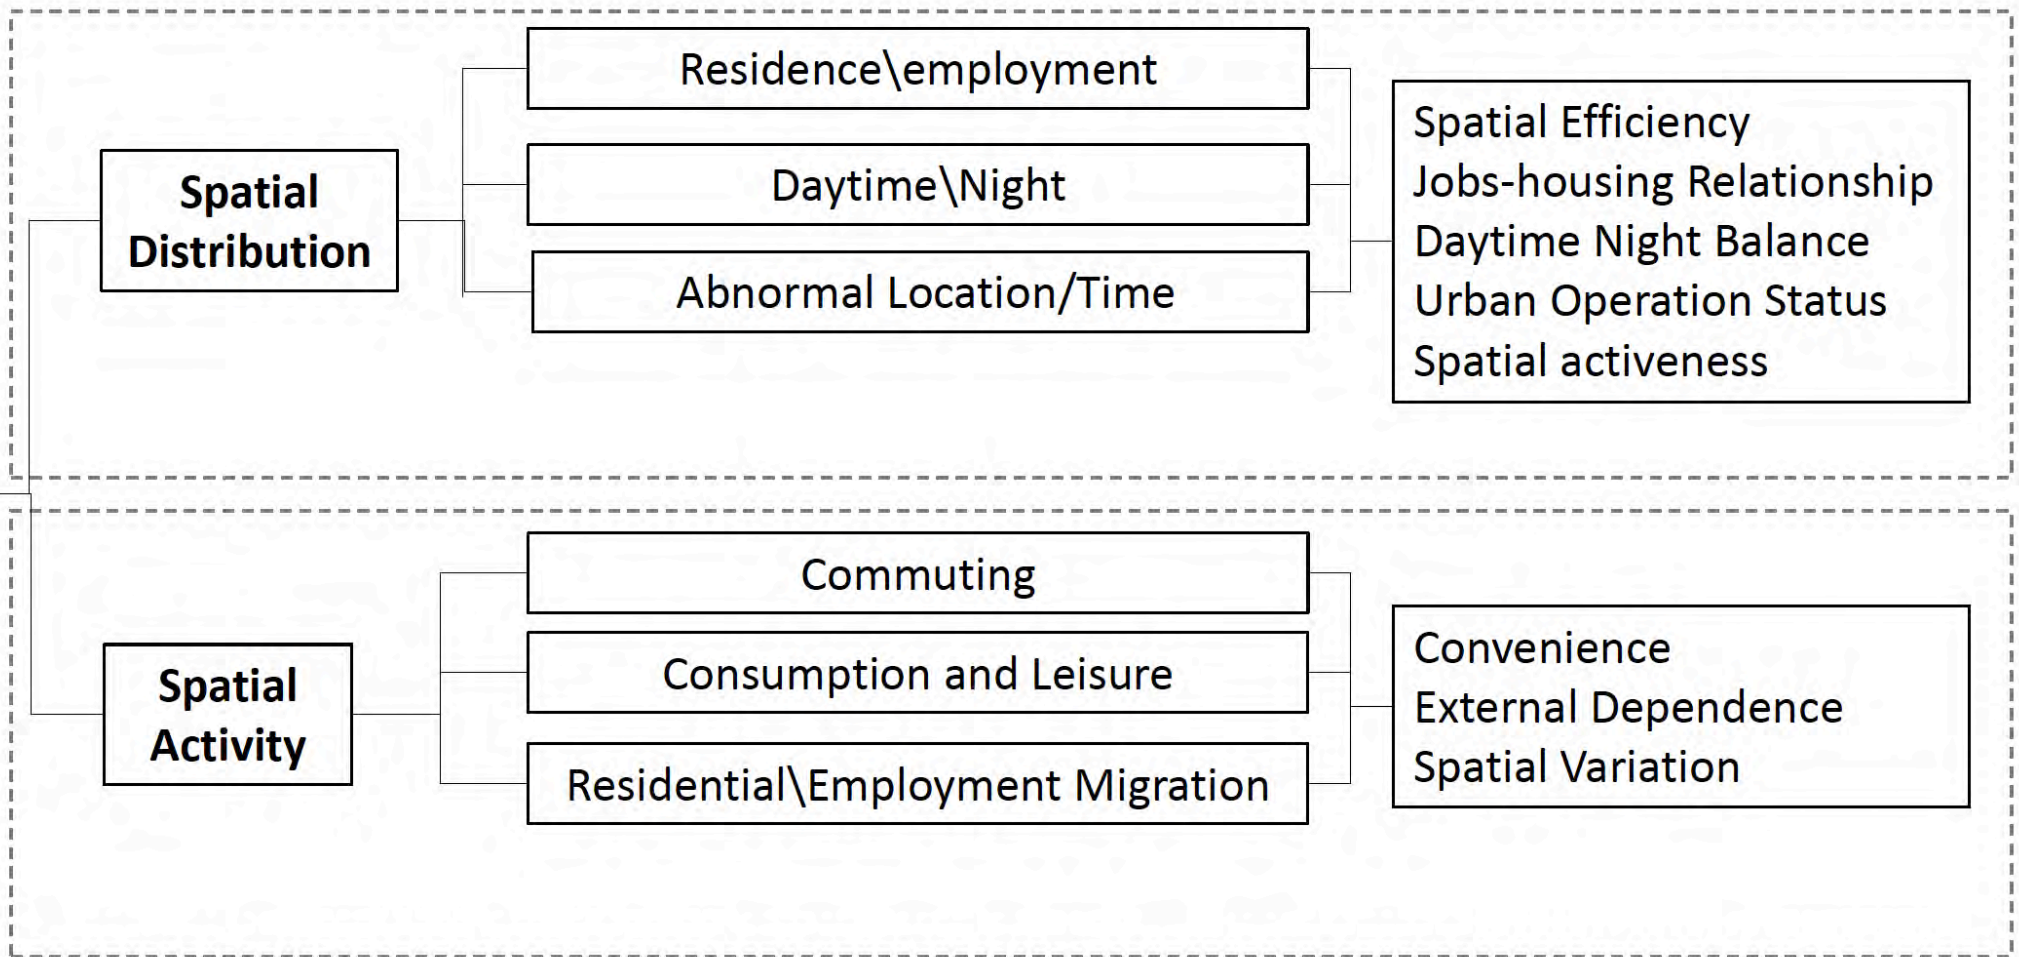 Spatial
Distribution
Residence\employment
Daytime\Night
Abnormal Location/Time
Spatial Efficiency
Jobs-housing Relationship
Daytime Night Balance
Urban Operation Status
Spatial activeness
Spatial
Activity
Commuting
Consumption and Leisure
Residential\Employment Migration
Convenience
External Dependence
Spatial Variation